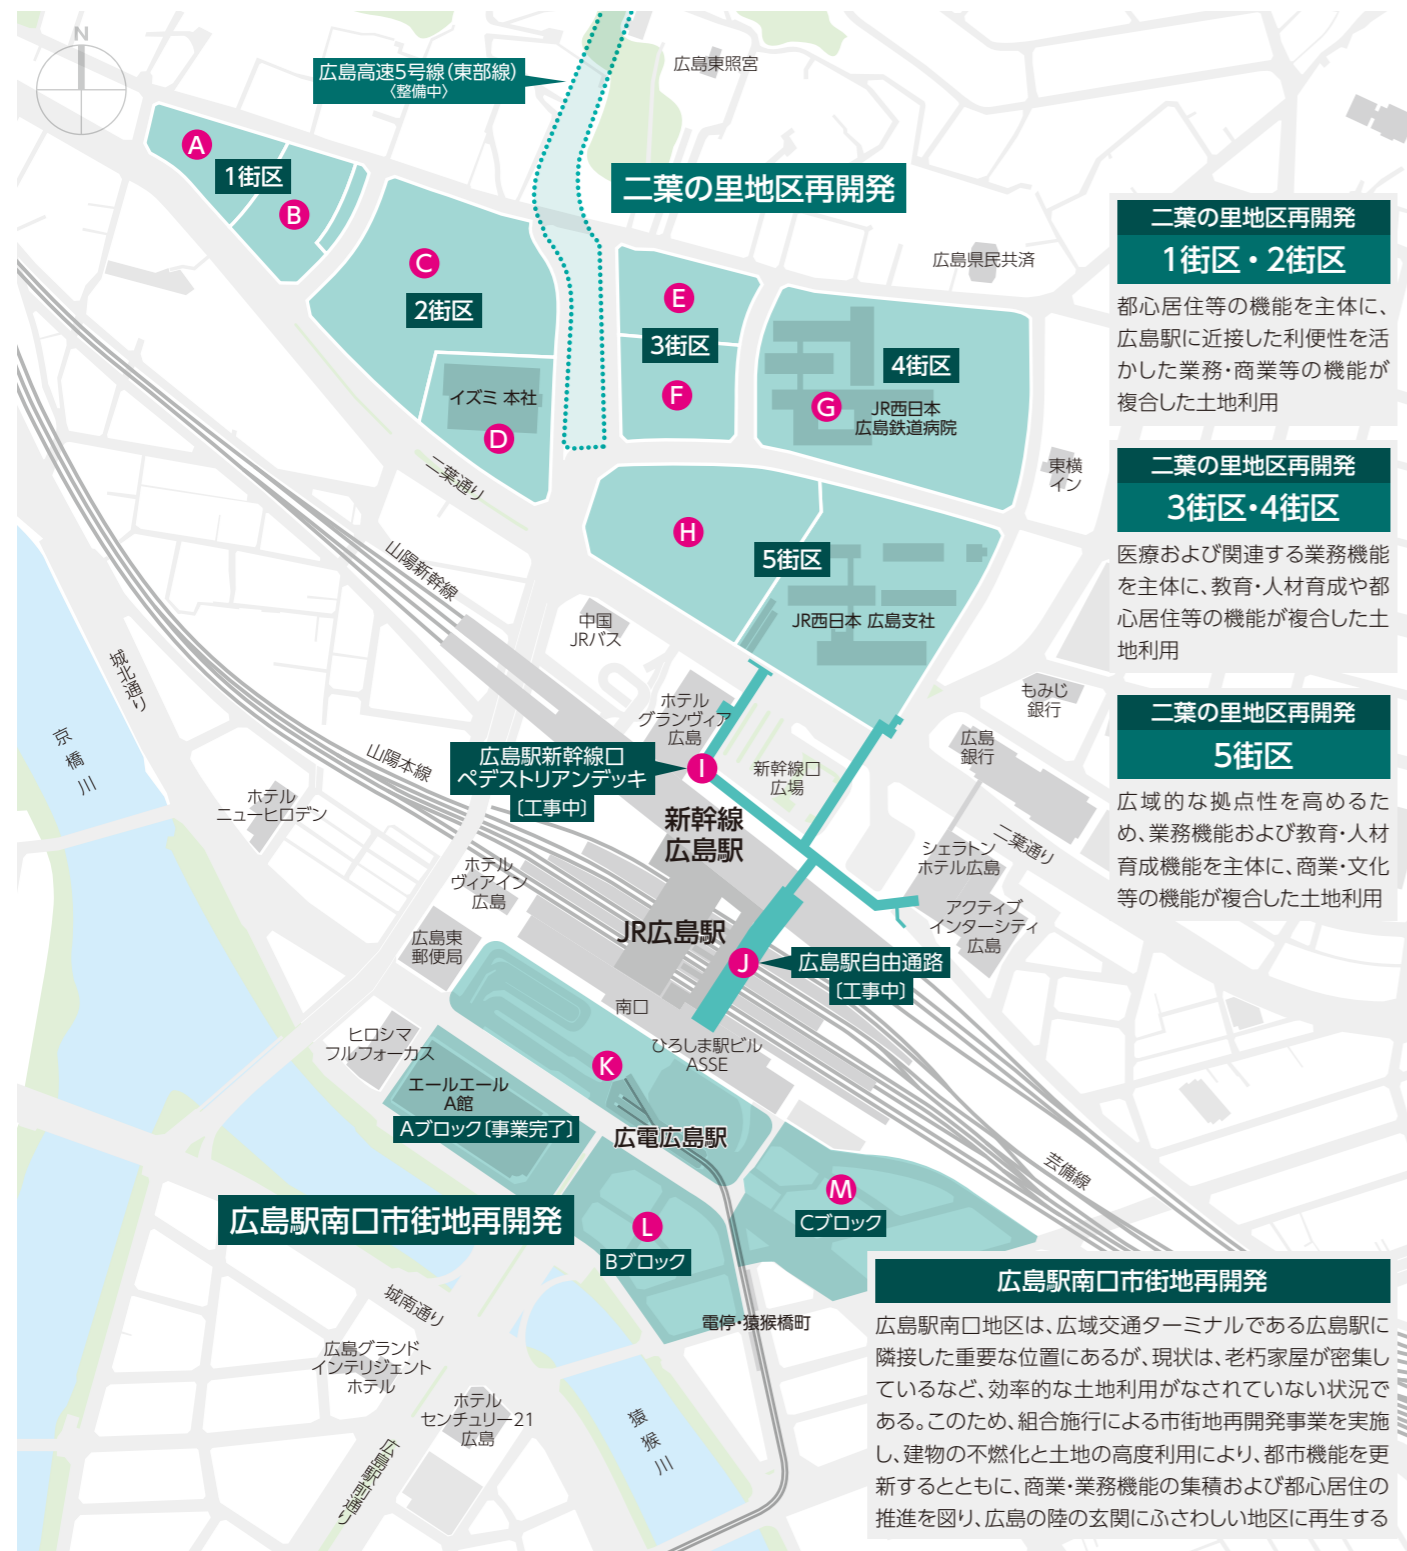 N
広島高速5号線(東部線)
〈整備中〉
広島東照宮
A
1街区
B
二葉の里地区再開発
C
2街区
イズミ 本社
D
E
3街区
F
広島県民共済
4街区
G
JR西日本
広島鉄道病院
東横
イン
二葉通り
H
5街区
JR西日本 広島支社
山陽新幹線
中国
JRバス
城北通り
京橋川
山陽本線
ホテル
グランヴィア
広島
もみじ
銀行
広島
銀行
広島駅新幹線口
ペデストリアンデッキ
〔工事中〕
I
新幹線口
広場
ホテル
ニューヒロデン
新幹線
広島駅
二葉通り
シェラトン
ホテル広島
ホテル
ヴィアイン
広島
アクティブ
インターシティ
広島
広島東
郵便局
JR広島駅
J
広島駅自由通路
〔工事中〕
南口
ヒロシマ
フルフォーカス
ひろしま駅ビル
ASSE
K
エールエール
A館
Aブロック〔事業完了〕
広電広島駅
芸備線
M
Cブロック
広島駅南口市街地再開発
L
Bブロック
城南通り
電停・猿猴橋町
広島グランド
インテリジェント
ホテル
ホテル
センチュリー21
広島
猿猴川
広島駅前通り
二葉の里地区再開発
1街区・2街区
都心居住等の機能を主体に、
広島駅に近接した利便性を活
かした業務・商業等の機能が
複合した土地利用
二葉の里地区再開発
3街区・4街区
医療および関連する業務機能
を主体に、教育・人材育成や都
心居住等の機能が複合した土
地利用
二葉の里地区再開発
5街区
広域的な拠点性を高めるた
め、業務機能および教育・人材
育成機能を主体に、商業・文化
等の機能が複合した土地利用
広島駅南口市街地再開発
広島駅南口地区は、広域交通ターミナルである広島駅に
隣接した重要な位置にあるが、現状は、老朽家屋が密集し
ているなど、効率的な土地利用がなされていない状況で
ある。このため、組合施行による市街地再開発事業を実施
し、建物の不燃化と土地の高度利用により、都市機能を更
新するとともに、商業・業務機能の集積および都心居住の
推進を図り、広島の陸の玄関にふさわしい地区に再生する